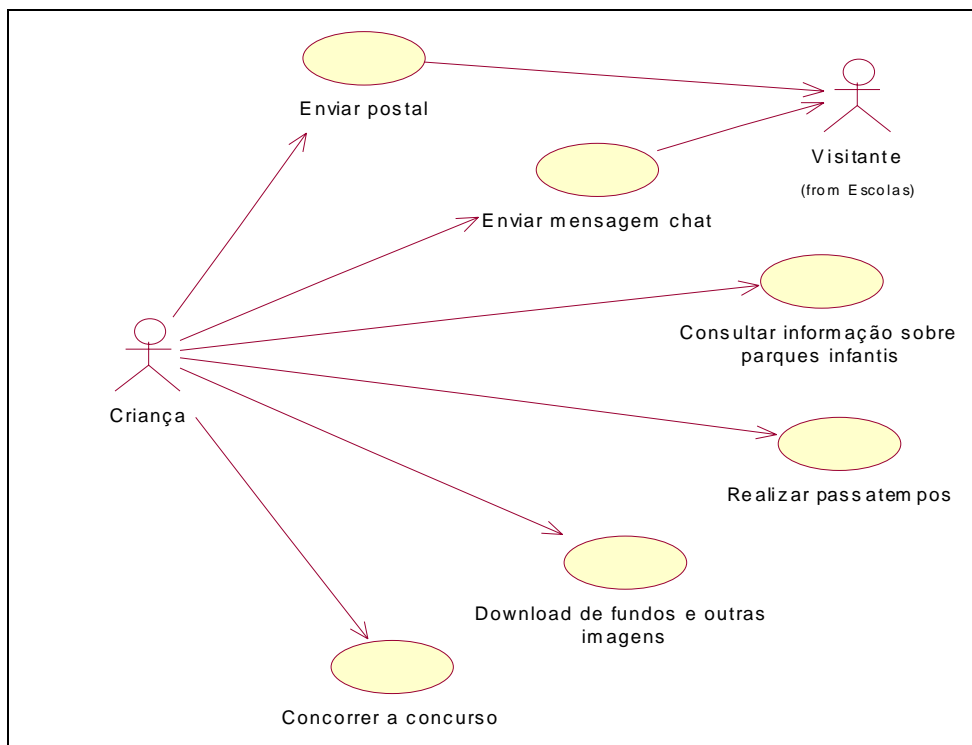 Enviar postal
Visitante
(from Escolas)
Enviar mensagem chat
Consultar informação sobre
parques infantis
Criança
Realizar passatempos
Download de fundos e outras
imagens
Concorrer a concurso